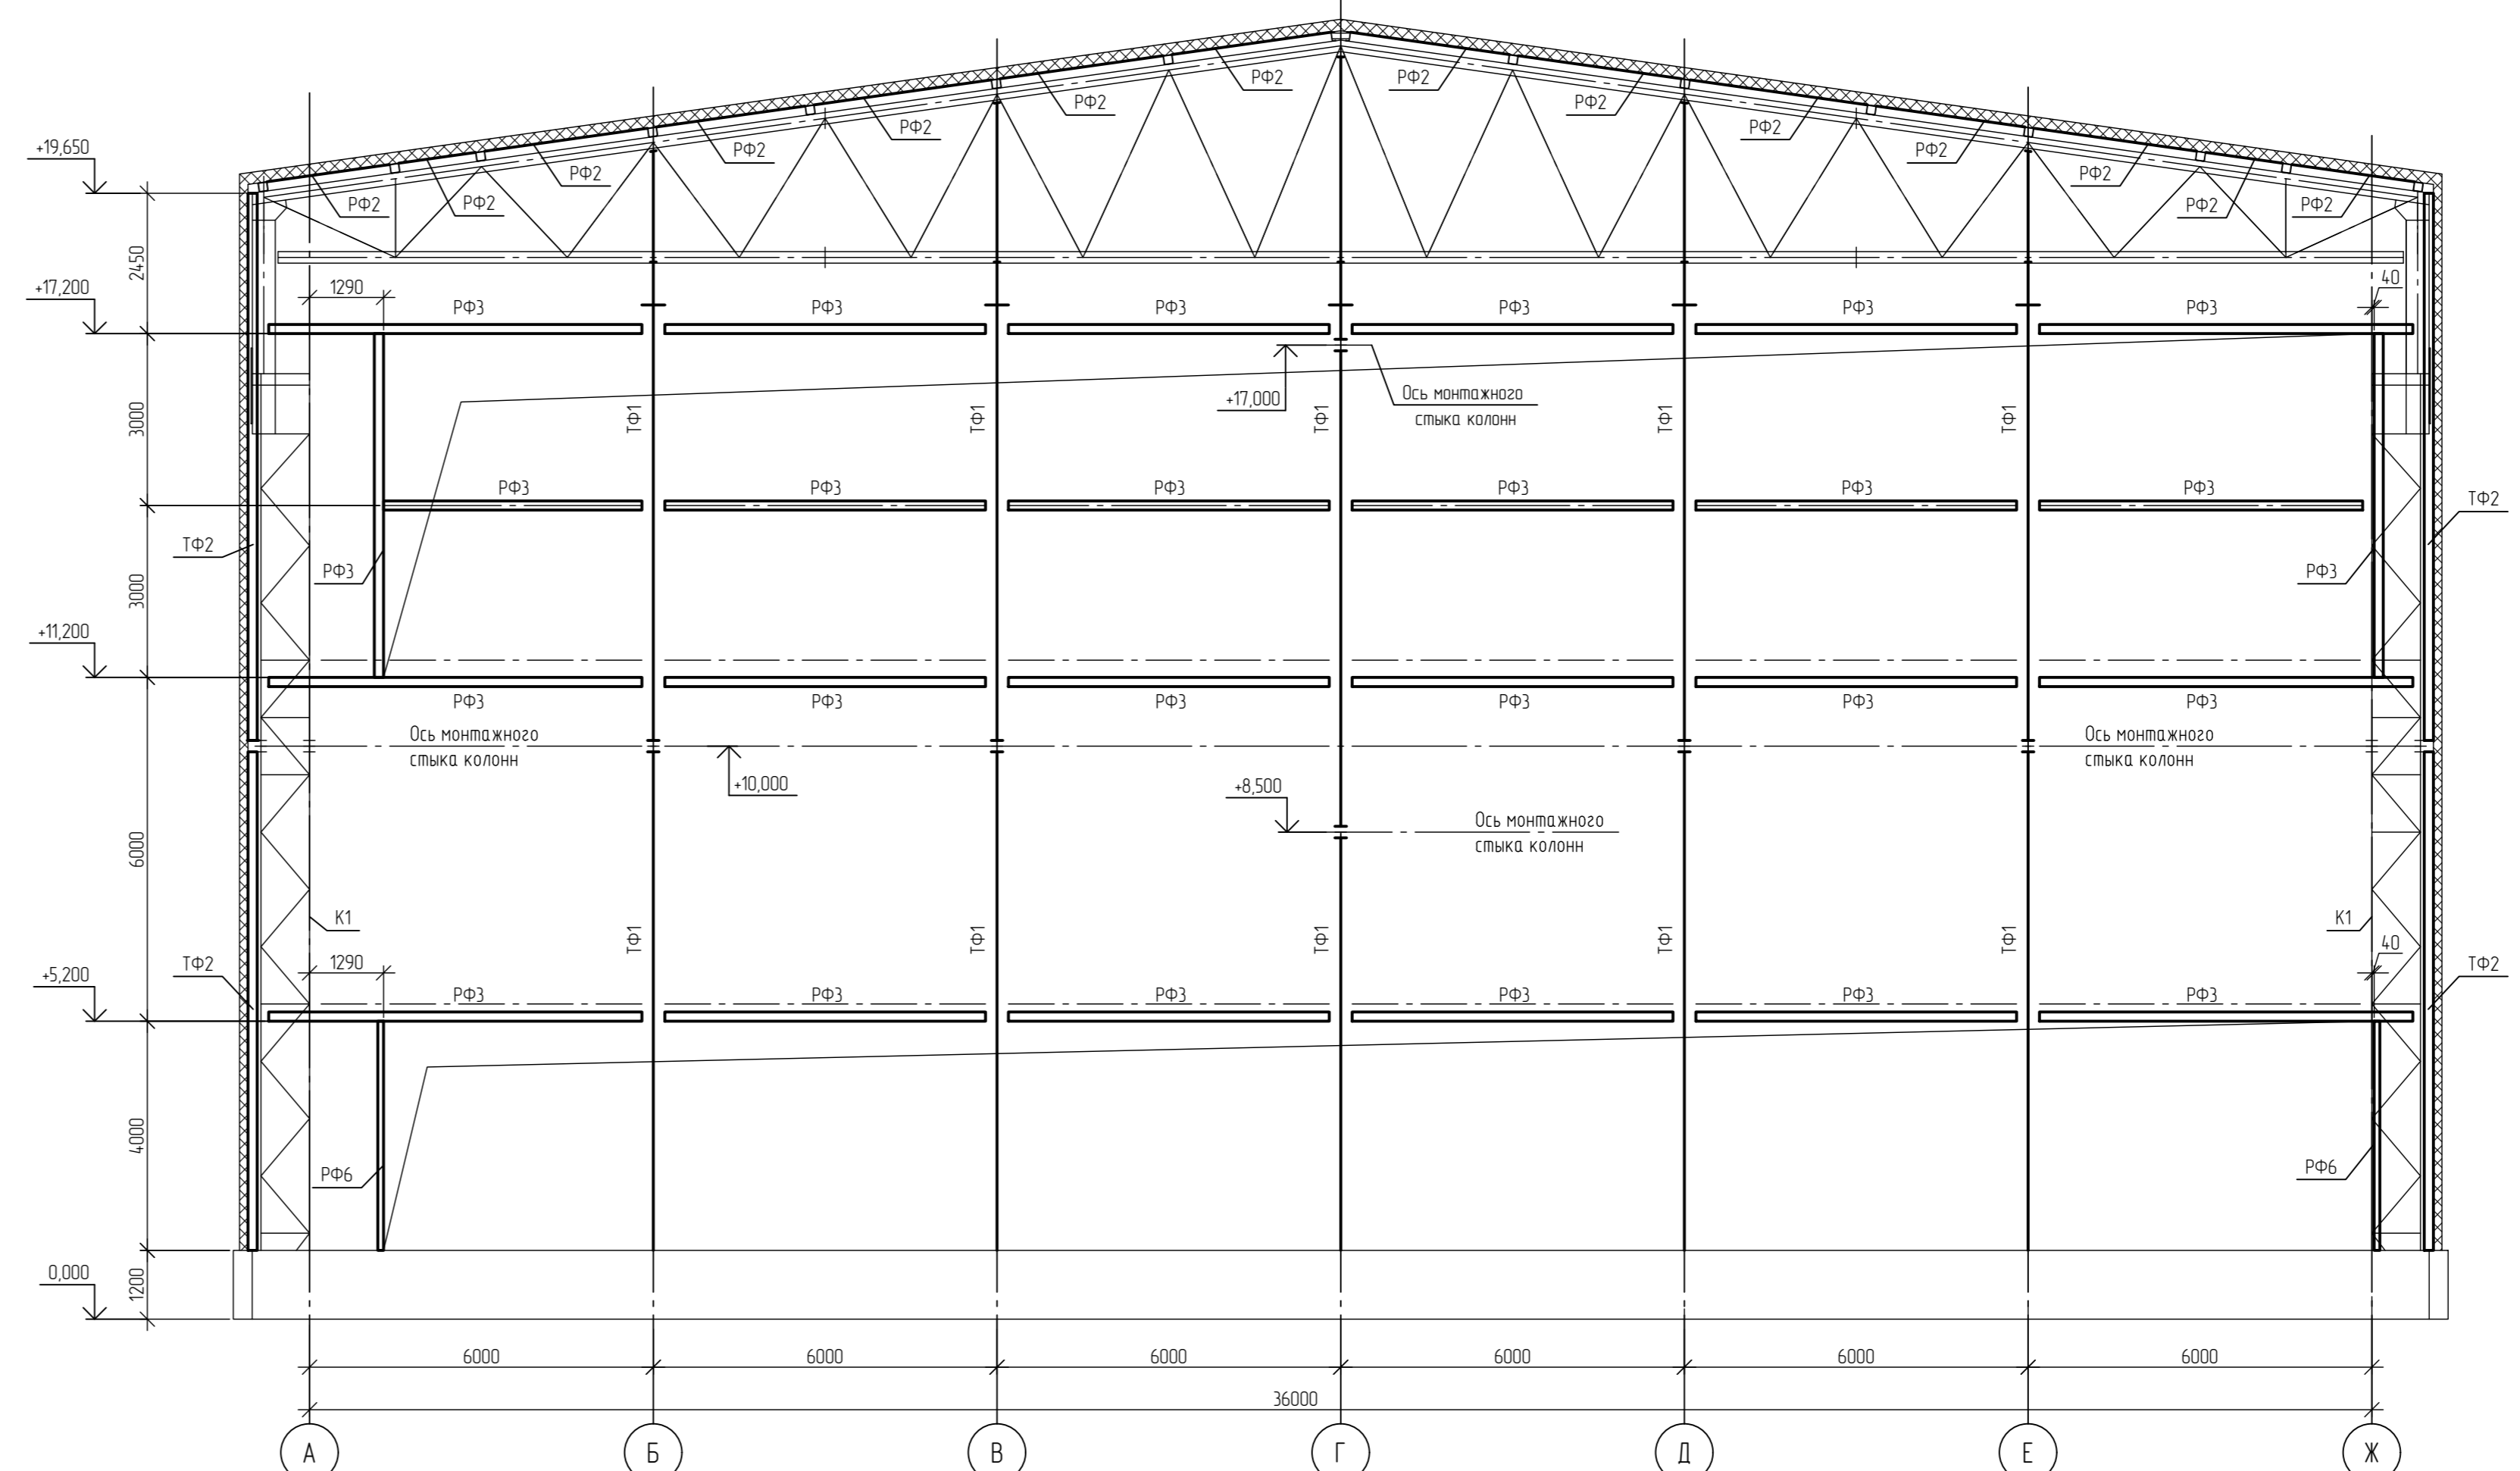 РФ2 РФ2
РФ2 РФ2
РФ2 РФ2
РФ2 РФ2
РФ2 РФ2
РФ2 РФ2
РФ2 РФ2 РФ2 РФ2
+19,650
2450
+17,200
1290
40
РФ3 РФ3 РФ3 РФ3 РФ3 РФ3
+17,000
Ось монтажного
стыка колонн
3000
ТФ1 ТФ1 ТФ1 ТФ1 ТФ1
РФ3 РФ3 РФ3 РФ3 РФ3 РФ3
ТФ2 ТФ2
РФ3 РФ3
3000
+11,200
РФ3 РФ3 РФ3 РФ3 РФ3 РФ3
Ось монтажного
стыка колонн
Ось монтажного
стыка колонн
+10,000
+8,500
Ось монтажного
стыка колонн
6000
К1 К1
ТФ1 ТФ1 ТФ1 ТФ1 ТФ1
1290
40
ТФ2 ТФ2
+5,200
РФ3 РФ3 РФ3 РФ3 РФ3 РФ3
4000
РФ6 РФ6
0,000
1200
6000 6000 6000 6000 6000 6000
36000
А Б В Г Д Е Ж